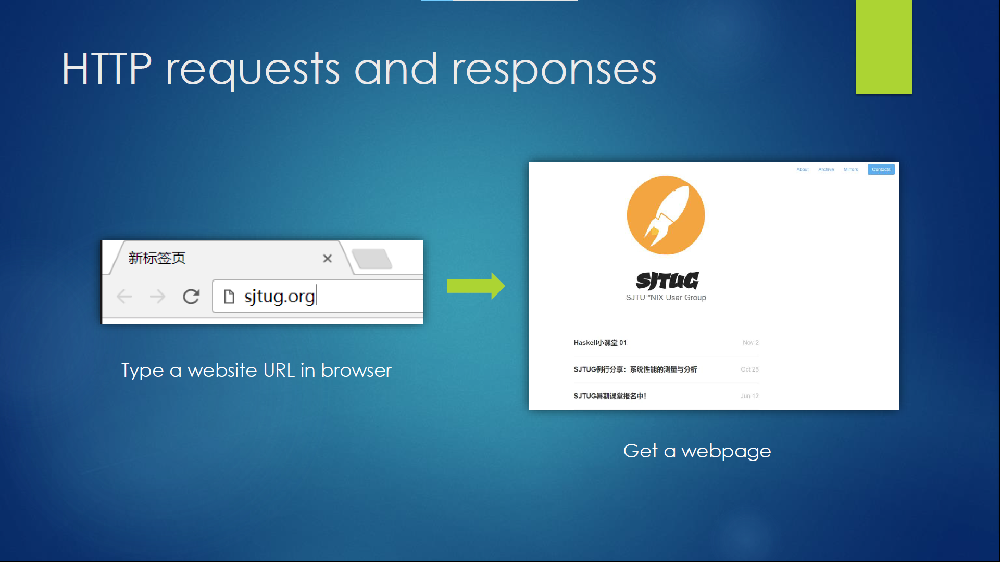 HTTP requests and responses
新标签页
sjtug.org
Type a website URL in browser
About Archive Mirrors Contacts
SJTUG
SJTU *NIX User Group
Haskell小课堂 01 Nov 2
SJTUG例行分享：系统性能的测量与分析 Oct 28
SJTUG暑期课堂报名中！ Jun 12
Get a webpage